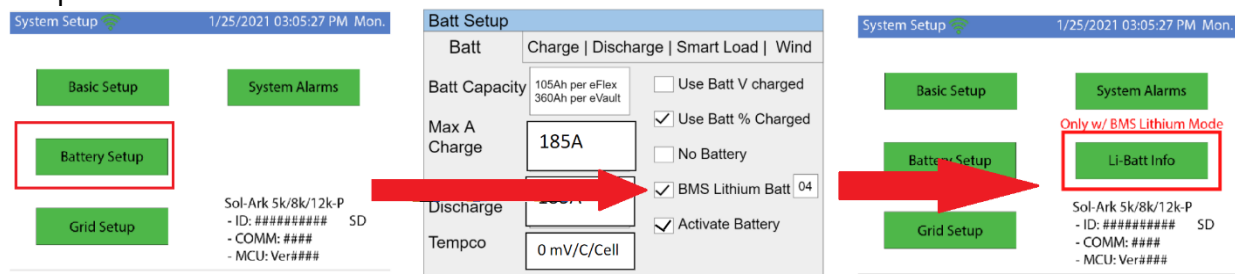 System Setup 1/25/2021 03:05:27 PM Mon.
Basic Setup System Alarms
Battery Setup
Grid Setup
Sol-Ark 5k/8k/12k-P
- ID: ########## SD
- COMM: ####
- MCU: Ver####
Batt Setup
Batt Charge | Discharge | Smart Load | Wind
Batt Capacity 105Ah per eFlex
360Ah per eVault
Use Batt V charged
Max A
Charge 185A
Use Batt % Charged
No Battery
BMS Lithium Batt 04
Discharge
Activate Battery
Tempco 0 mV/C/Cell
System Setup 1/25/2021 03:05:27 PM Mon.
Basic Setup System Alarms
Only w/ BMS Lithium Mode
Battery Setup Li-Batt Info
Grid Setup
Sol-Ark 5k/8k/12k-P
- ID: ########## SD
- COMM: ####
- MCU: Ver####